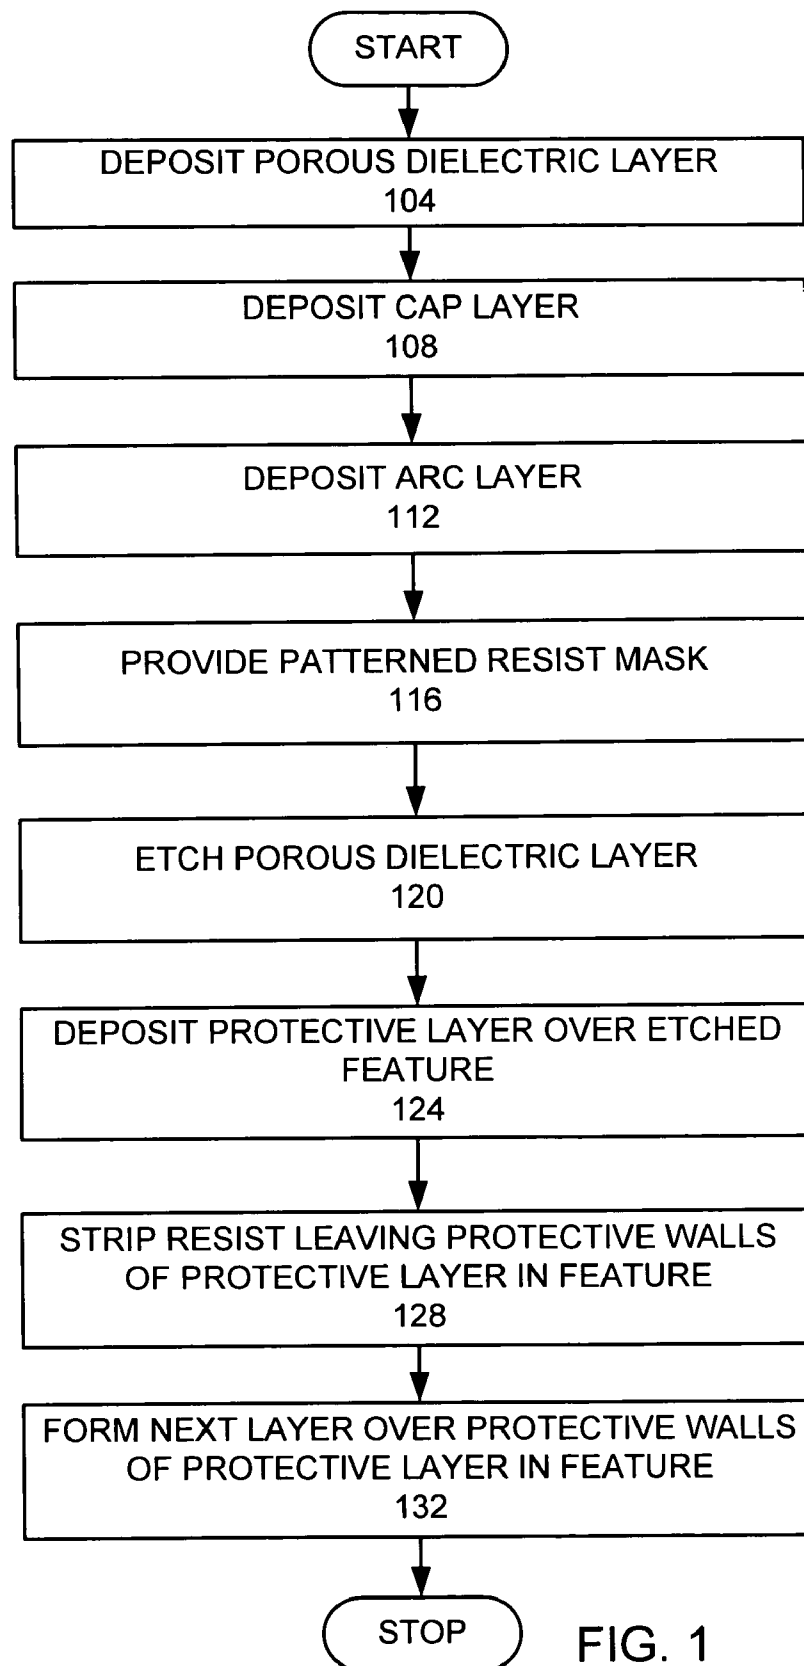 START
DEPOSIT POROUS DIELECTRIC LAYER
104
DEPOSIT CAP LAYER
108
DEPOSIT ARC LAYER
112
PROVIDE PATTERNED RESIST MASK
116
ETCH POROUS DIELECTRIC LAYER
120
DEPOSIT PROTECTIVE LAYER OVER ETCHED
FEATURE
124
STRIP RESIST LEAVING PROTECTIVE WALLS
OF PROTECTIVE LAYER IN FEATURE
128
FORM NEXT LAYER OVER PROTECTIVE WALLS
OF PROTECTIVE LAYER IN FEATURE
132
STOP
FIG. 1